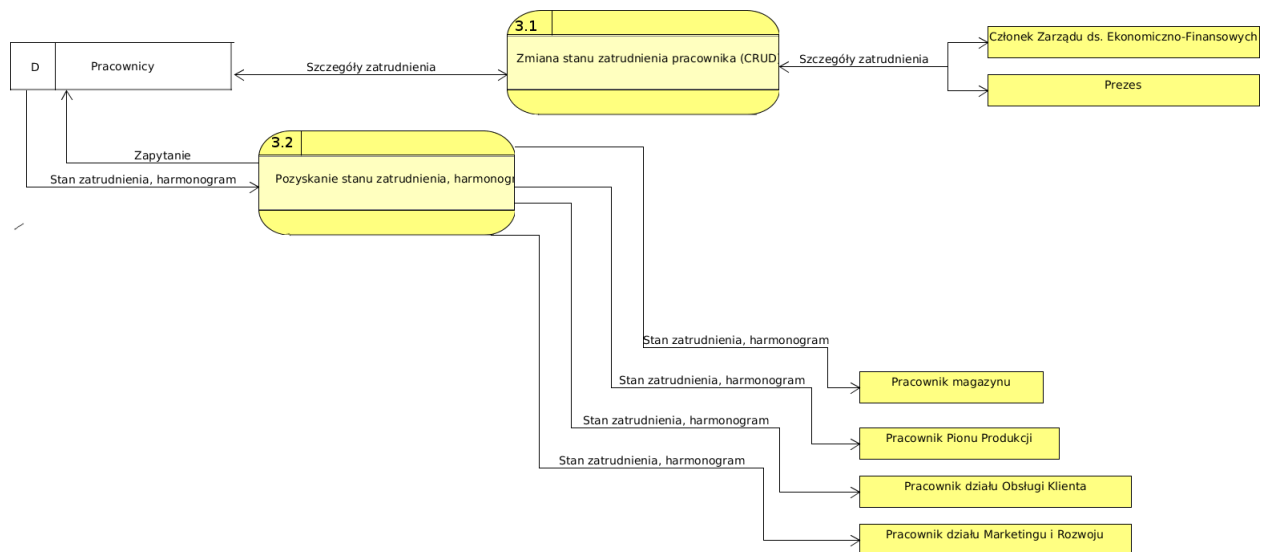 3.1
Członek Zarządu ds. Ekonomiczno-Finansowych
D
Pracownicy
Szczegóły zatrudnienia
Zmiana stanu zatrudnienia pracownika (CRUD
Szczegóły zatrudnienia
Prezes
3.2
Zapytanie
Stan zatrudnienia, harmonogram
Pozyskanie stanu zatrudnienia, harmonogr
Stan zatrudnienia, harmonogram
Pracownik magazynu
Stan zatrudnienia, harmonogram
Stan zatrudnienia, harmonogram
Pracownik Pionu Produkcji
Stan zatrudnienia, harmonogram
Pracownik działu Obsługi Klienta
Pracownik działu Marketingu i Rozwoju